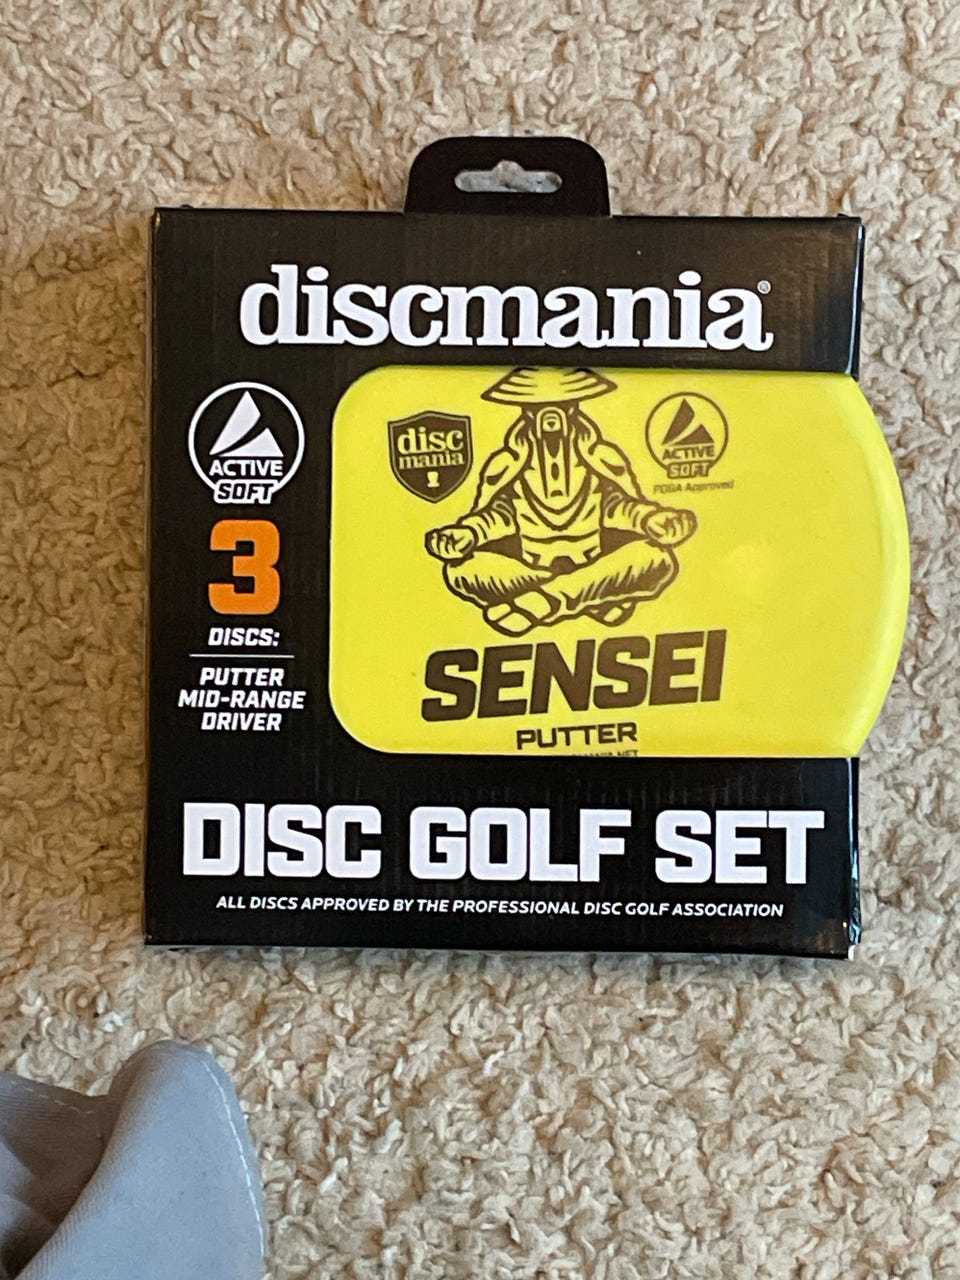 discmania®
ACTIVE
SOFT
3
DISCS:
PUTTER
MID-RANGE
DRIVER
disc
mania
ACTIVE
SOFT
PDGA Approved
SENSEI
PUTTER
DISC GOLF SET
ALL DISCS APPROVED BY THE PROFESSIONAL DISC GOLF ASSOCIATION